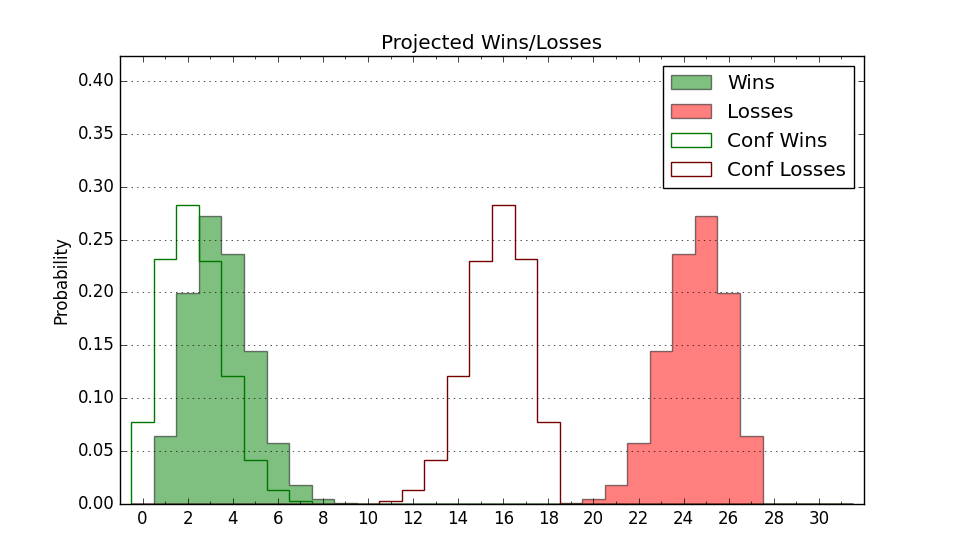 Projected Wins/Losses
Wins
Losses
Conf Wins
Conf Losses
Probability
0.40
0.35
0.30
0.25
0.20
0.15
0.10
0.05
0.00
0 2 4 6 8 10 12 14 16 18 20 22 24 26 28 30